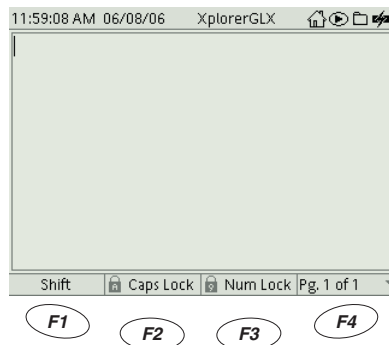 11:59:08 AM 06/08/06 XplorerGLX
Shift Caps Lock Num Lock Pg. 1 of 1
F1 F2 F3 F4